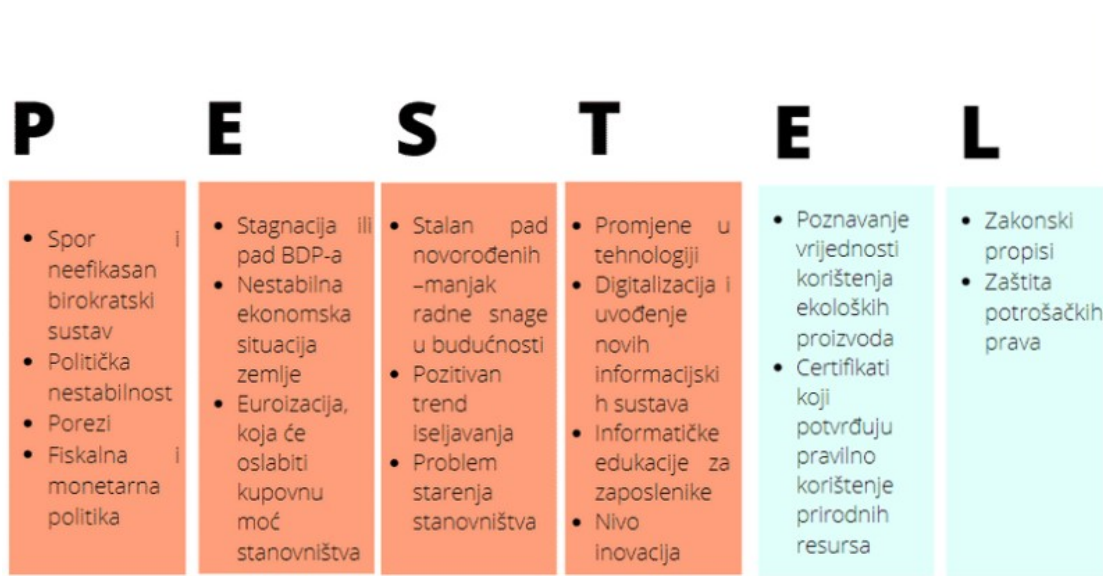 P
E
S
T
E
L
• Spor i
neefikasan
birokratski
sustav
• Politička
nestabilnost
• Porezi
• Fiskalna i
monetarna
politika
• Stagnacija ili
pad BDP-a
• Nestabilna
ekonomska
situacija
zemlje
• Euroizacija,
koja će
oslabiti
kupovnu
moć
stanovništva
• Stalan pad
novorođenih
–manjak
radne snage
u budućnosti
• Pozitivan
trend
iseljavanja
• Problem
starenja
stanovništva
• Promjene u
tehnologiji
• Digitalizacija i
uvođenje
novih
informacijski
h sustava
• Informatičke
edukacije za
zaposlenike
• Nivo
inovacija
• Poznavanje
vrijednosti
korištenja
ekoloških
proizvoda
• Certifikati
koji
potvrđuju
pravilno
korištenje
prirodnih
resursa
• Zakonski
propisi
• Zaštita
potrošačkih
prava